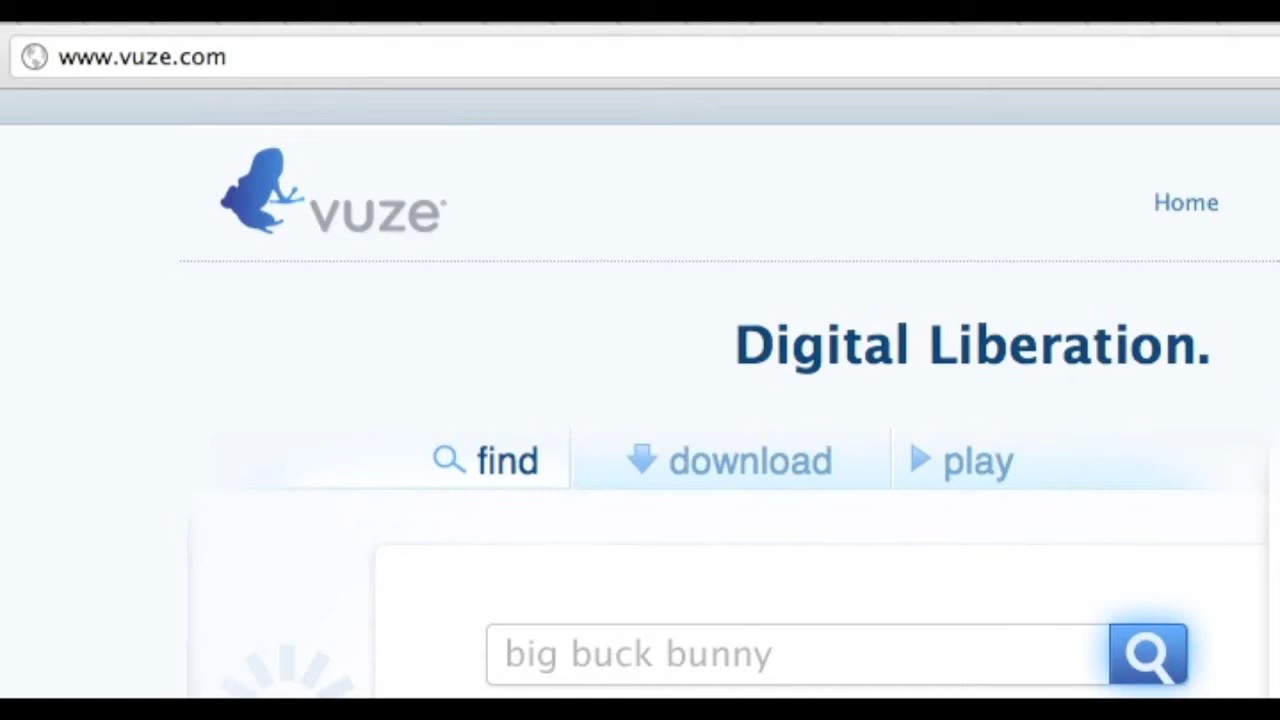 www.vuze.com
vuze
Home
Digital Liberation.
find download play
big buck bunny